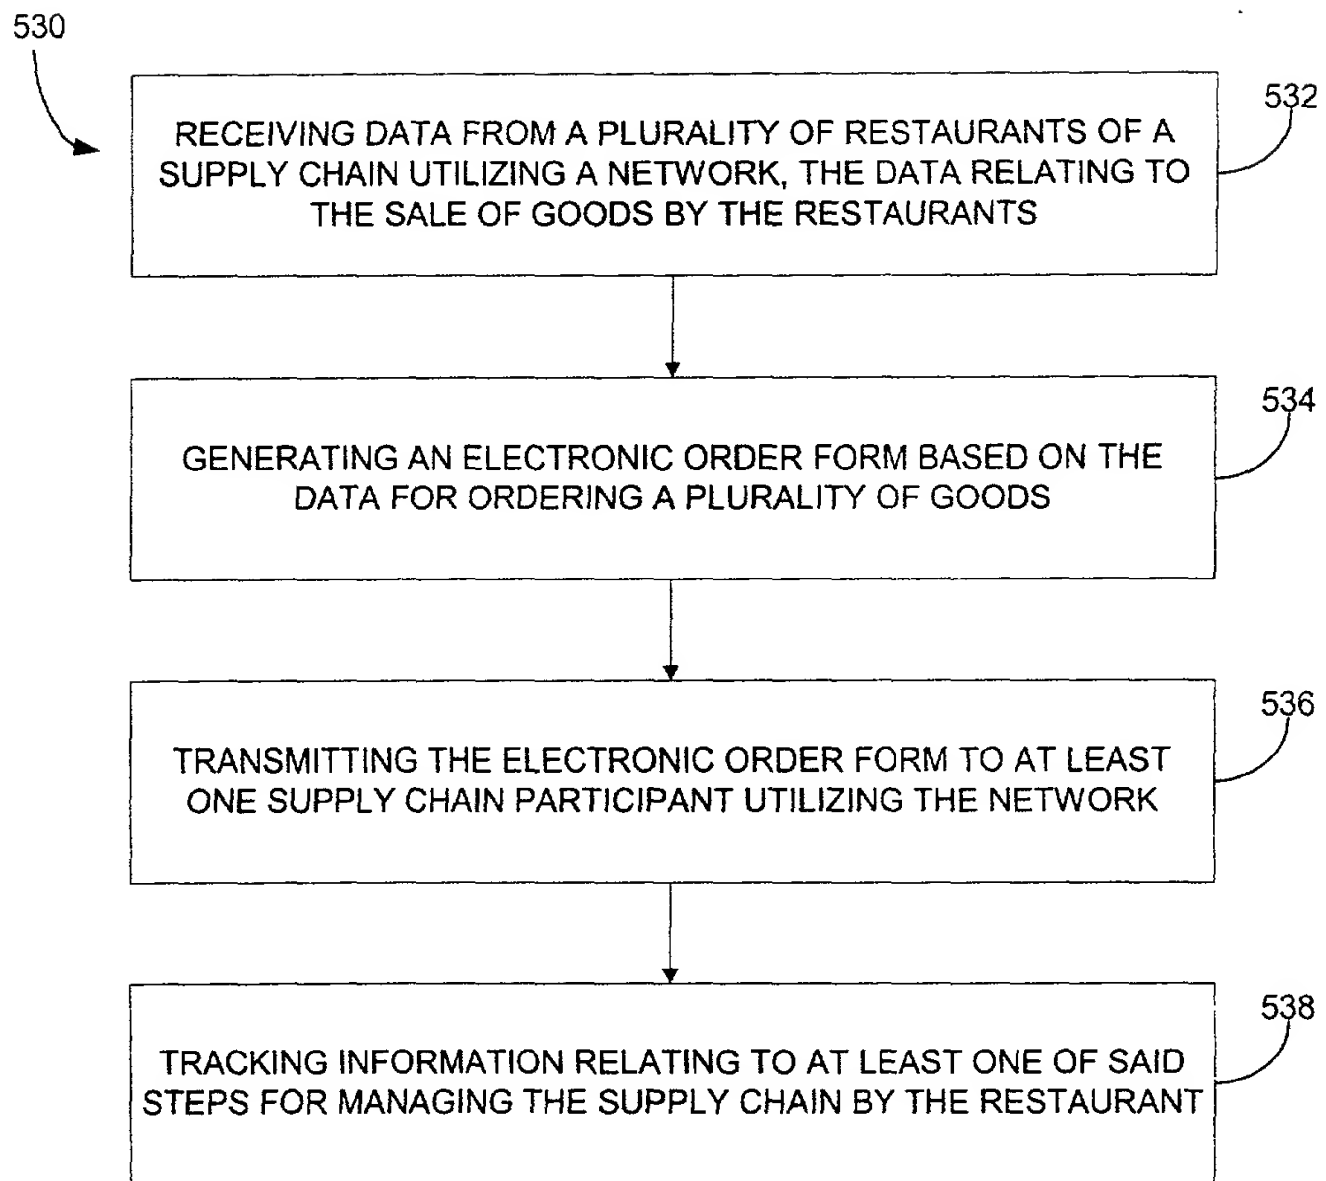 530
532
RECEIVING DATA FROM A PLURALITY OF RESTAURANTS OF A
SUPPLY CHAIN UTILIZING A NETWORK, THE DATA RELATING TO
THE SALE OF GOODS BY THE RESTAURANTS
534
GENERATING AN ELECTRONIC ORDER FORM BASED ON THE
DATA FOR ORDERING A PLURALITY OF GOODS
536
TRANSMITTING THE ELECTRONIC ORDER FORM TO AT LEAST
ONE SUPPLY CHAIN PARTICIPANT UTILIZING THE NETWORK
538
TRACKING INFORMATION RELATING TO AT LEAST ONE OF SAID
STEPS FOR MANAGING THE SUPPLY CHAIN BY THE RESTAURANT